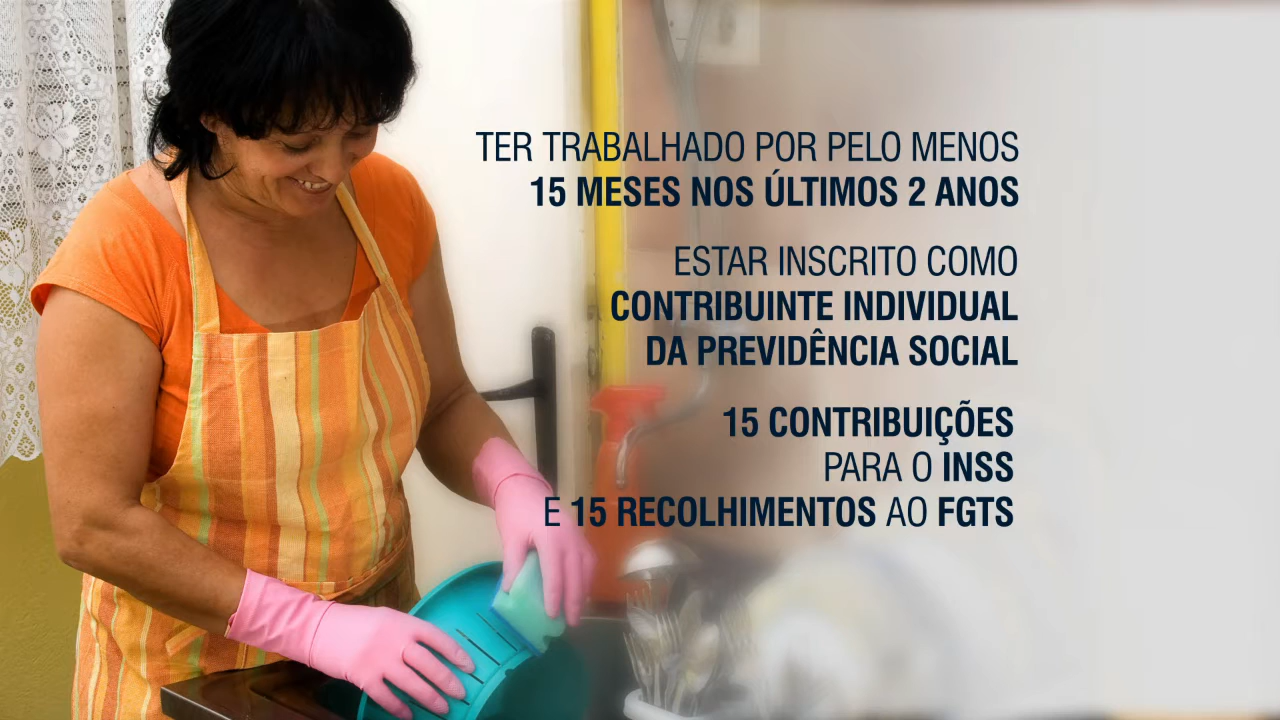 TER TRABALHADO POR PELO MENOS
15 MESES NOS ÚLTIMOS 2 ANOS
ESTAR INSCRITO COMO
CONTRIBUINTE INDIVIDUAL
DA PREVIDÊNCIA SOCIAL
15 CONTRIBUIÇÕES
PARA O INSS
E 15 RECOLHIMENTOS AO FGTS